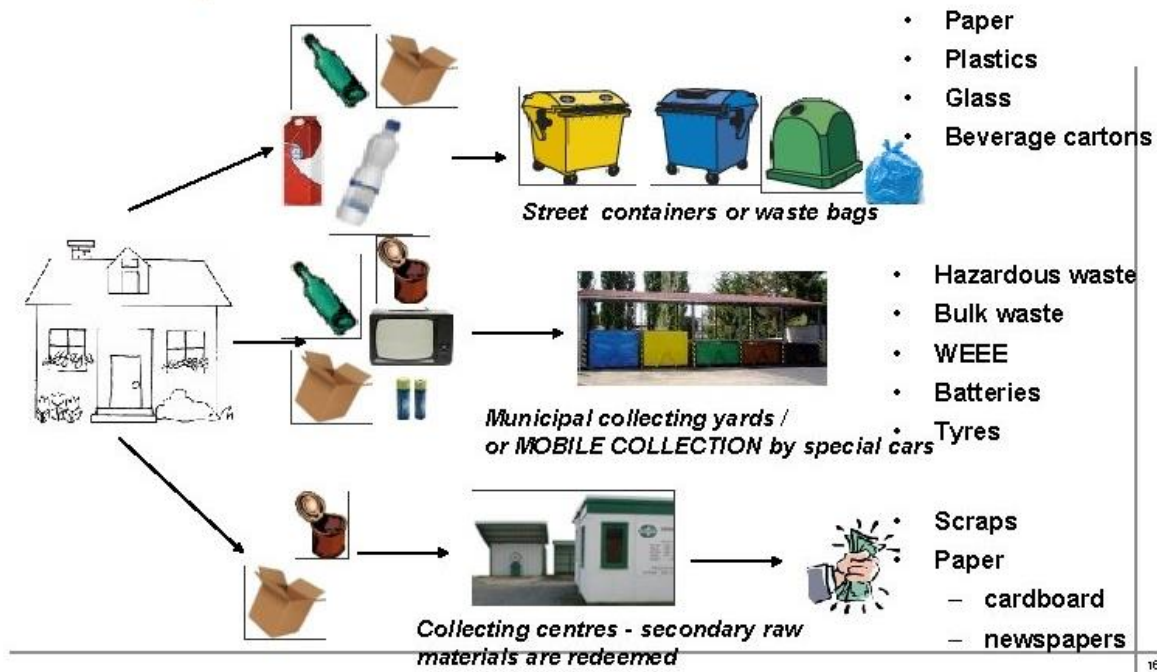 • Paper
• Plastics
• Glass
• Beverage cartons
Street containers or waste bags
• Hazardous waste
• Bulk waste
• WEEE
• Batteries
• Tyres
Municipal collecting yards /
or MOBILE COLLECTION by special cars
• Scraps
• Paper
– cardboard
– newspapers
Collecting centres - secondary raw
materials are redeemed
16